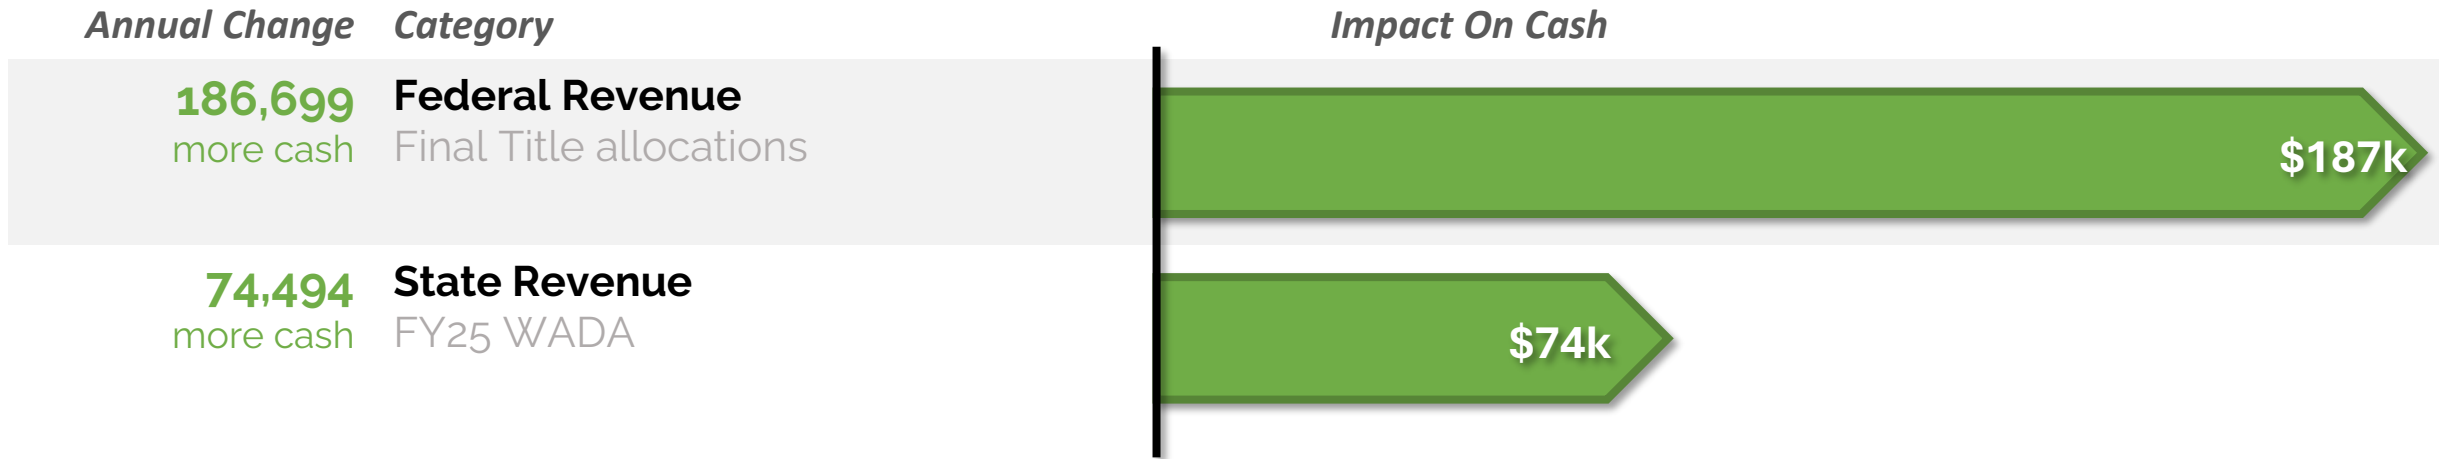 Annual Change Category Impact On Cash
186,699 Federal Revenue
more cash Final Title allocations
$187k
74,494 State Revenue
more cash FY25 WADA
$74k